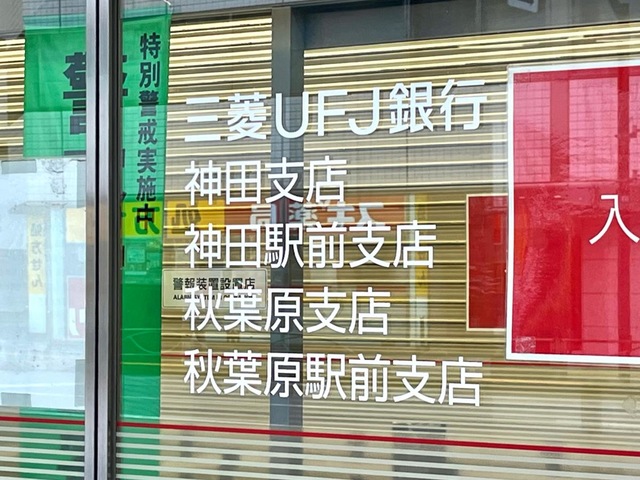 特別警戒実施中
三菱UFJ銀行
神田支店
神田駅前支店
警報装置設置店
秋葉原支店
秋葉原駅前支店
入